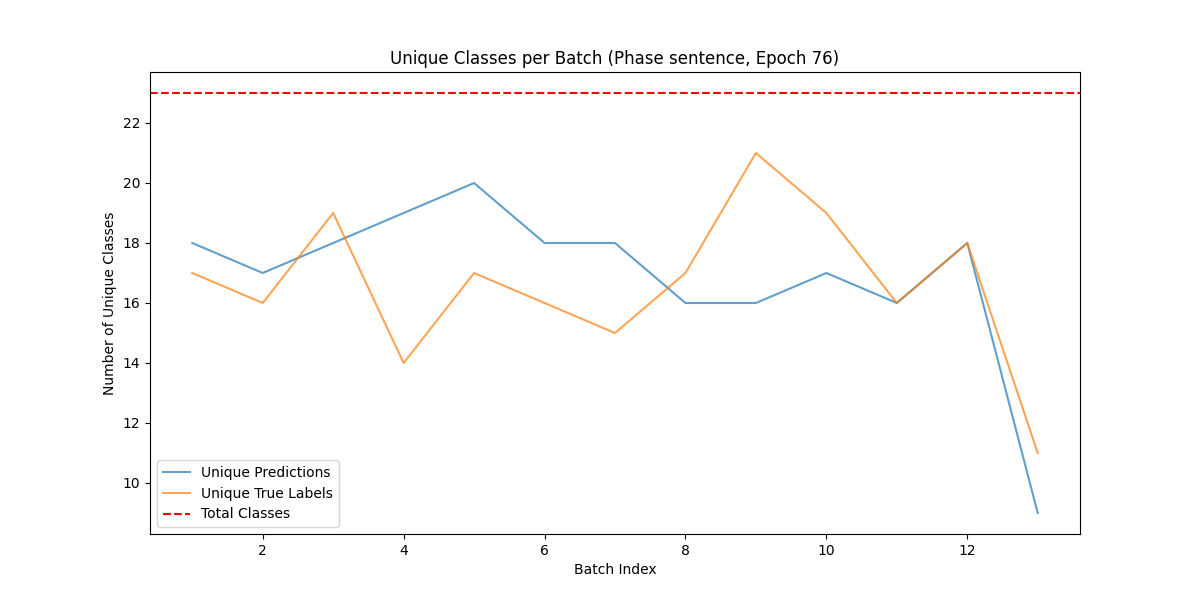 Unique Classes per Batch (Phase sentence, Epoch 76)
Number of Unique Classes
22
20
18
16
14
12
10
Unique Predictions
Unique True Labels
Total Classes
2 4 6 8 10 12
Batch Index